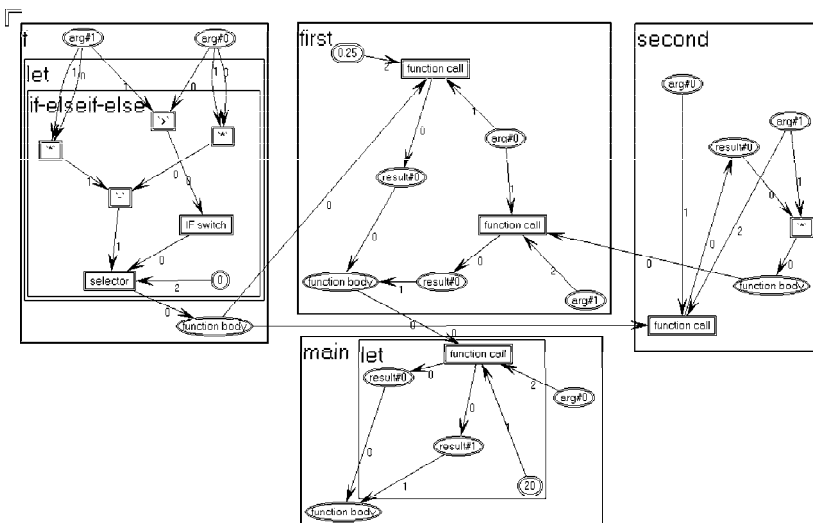 f
arg#1
arg#0
let
if-elseif-else
1
0
1
0
1
0
">"
"*"
"*"
1
0
0
"-"
IF switch
1
0
selector
2
0
0
function body
first
0.25
2
function call
0
1
arg#0
result#0
0
1
function call
0
0
2
function body
1
result#0
arg#1
0
second
arg#0
arg#1
result#0
1
0
1
2
"*"
0
0
function body
function call
0
main
let
function call
result#0
0
2
arg#0
0
result#1
0
1
1
20
function body